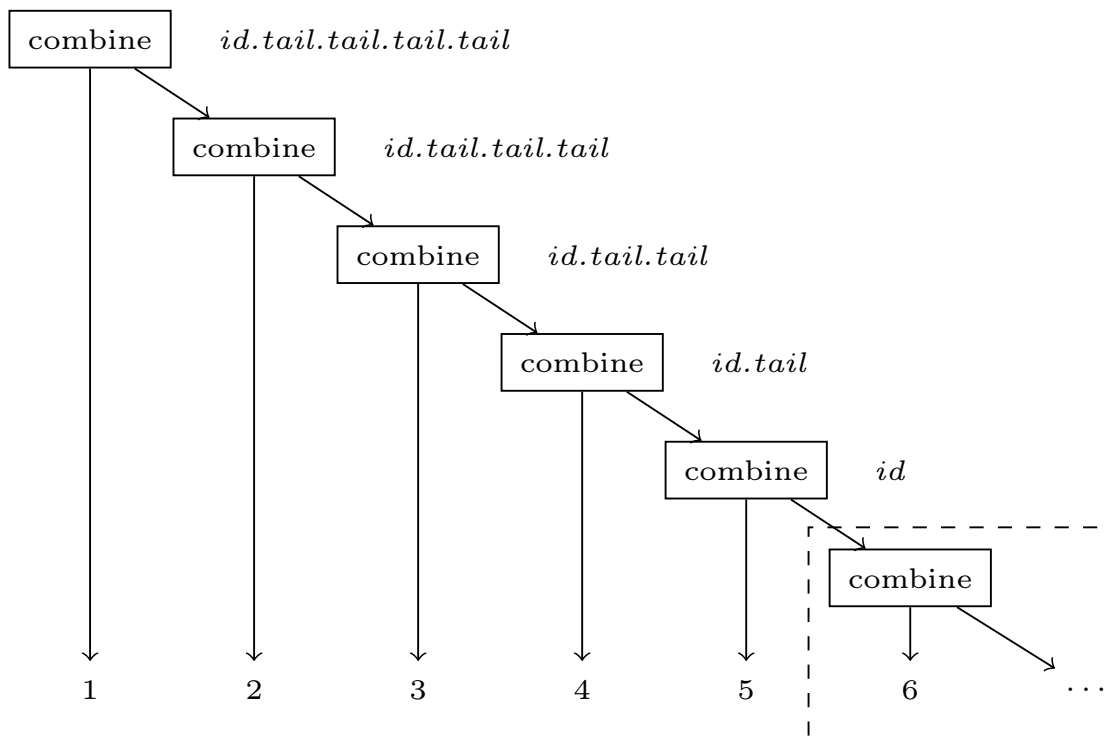 combine id.tail.tail.tail.tail
combine id.tail.tail.tail
combine id.tail.tail
combine id.tail
combine id
combine
1 2 3 4 5 6 ...